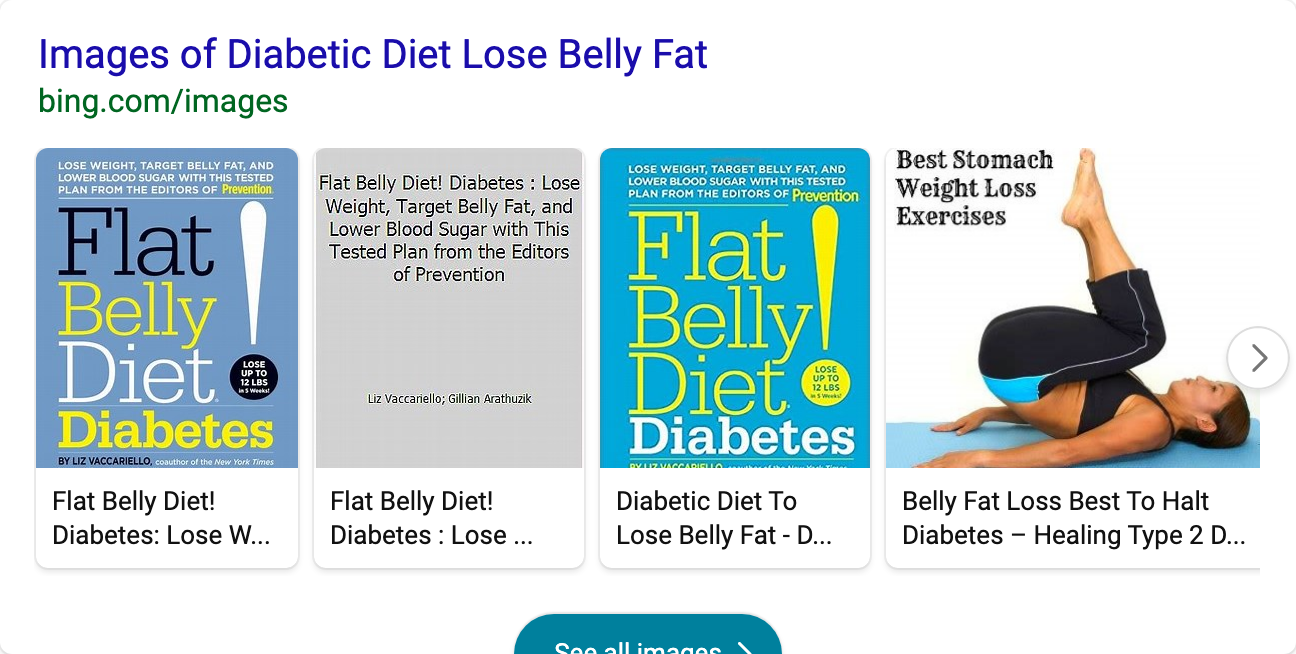 Images of Diabetic Diet Lose Belly Fat
bing.com/images
LOSE WEIGHT, TARGET BELLY FAT, AND
LOWER BLOOD SUGAR WITH THIS TESTED
PLAN FROM THE EDITORS OF Prevention.
Flat
Belly
Diet!
LOSE
UP TO
12 LBS
in 5 Weeks!
Diabetes
BY LIZ VACCARIELLO, coauthor of the New York Times
Flat Belly Diet!
Diabetes: Lose W...
Flat Belly Diet! Diabetes : Lose
Weight, Target Belly Fat, and
Lower Blood Sugar with This
Tested Plan from the Editors
of Prevention
Liz Vaccariello; Gillian Arathuzik
Flat Belly Diet!
Diabetes : Lose ...
LOSE WEIGHT, TARGET BELLY FAT, AND
LOWER BLOOD SUGAR WITH THIS TESTED
PLAN FROM THE EDITORS OF Prevention
Flat
Belly!
Diet
LOSE
UP TO
12 LBS
in 5 Weeks!
Diabetes
BY LIZ VACCARIELLO, coauthor of the New York Times
Diabetic Diet To
Lose Belly Fat - D...
Best Stomach
Weight Loss
Exercises
Belly Fat Loss Best To Halt
Diabetes – Healing Type 2 D...
See all images